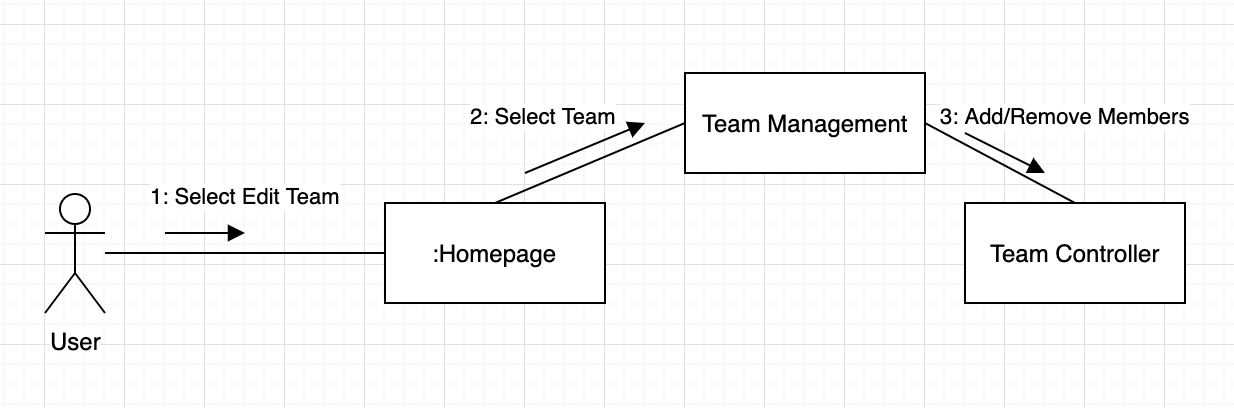 2: Select Team
Team Management
3: Add/Remove Members
1: Select Edit Team
:Homepage
Team Controller
User